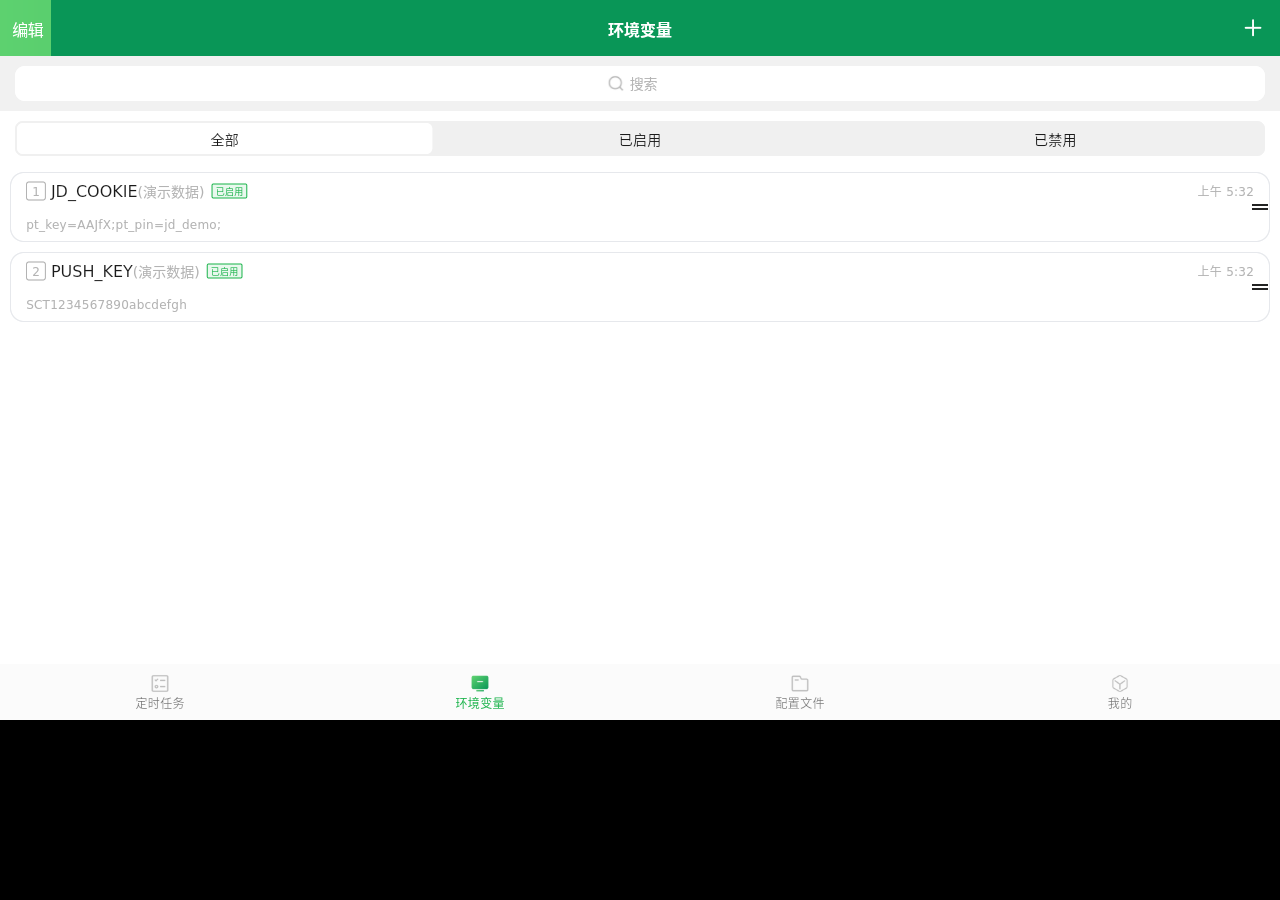 编辑
环境变量
搜索
全部
已启用
已禁用
1 JD_COOKIE(演示数据) 已启用 上午 5:32
pt_key=AAJfX;pt_pin=jd_demo;
2 PUSH_KEY(演示数据) 已启用 上午 5:32
SCT1234567890abcdefgh
定时任务
环境变量
配置文件
我的